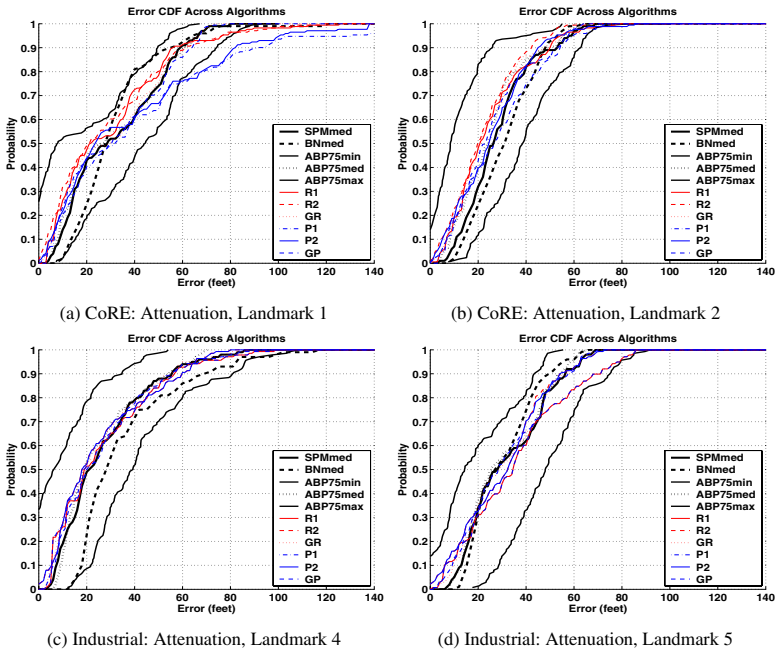 Error CDF Across Algorithms
1
0.9
0.8
0.7
0.6
0.5
0.4
0.3
0.2
0.1
0
Probability
SPMmed
BNmed
ABP75min
ABP75med
ABP75max
R1
R2
GR
P1
P2
GP
0 20 40 60 80 100 120 140
Error (feet)
(a) CoRE: Attenuation, Landmark 1
Error CDF Across Algorithms
1
0.9
0.8
0.7
0.6
0.5
0.4
0.3
0.2
0.1
0
Probability
SPMmed
BNmed
ABP75min
ABP75med
ABP75max
R1
R2
GR
P1
P2
GP
0 20 40 60 80 100 120 140
Error (feet)
(b) CoRE: Attenuation, Landmark 2
Error CDF Across Algorithms
1
0.9
0.8
0.7
0.6
0.5
0.4
0.3
0.2
0.1
0
Probability
SPMmed
BNmed
ABP75min
ABP75med
ABP75max
R1
R2
GR
P1
P2
GP
0 20 40 60 80 100 120 140
Error (feet)
(c) Industrial: Attenuation, Landmark 4
Error CDF Across Algorithms
1
0.9
0.8
0.7
0.6
0.5
0.4
0.3
0.2
0.1
0
Probability
SPMmed
BNmed
ABP75min
ABP75med
ABP75max
R1
R2
GR
P1
P2
GP
0 20 40 60 80 100 120 140
Error (feet)
(d) Industrial: Attenuation, Landmark 5